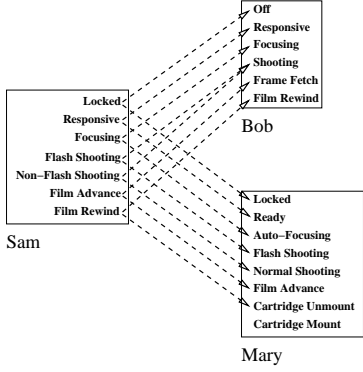 Off
Responsive
Focusing
Shooting
Frame Fetch
Film Rewind
Bob
Locked
Responsive
Focusing
Flash Shooting
Non-Flash Shooting
Film Advance
Film Rewind
Sam
Locked
Ready
Auto-Focusing
Flash Shooting
Normal Shooting
Film Advance
Cartridge Unmount
Cartridge Mount
Mary